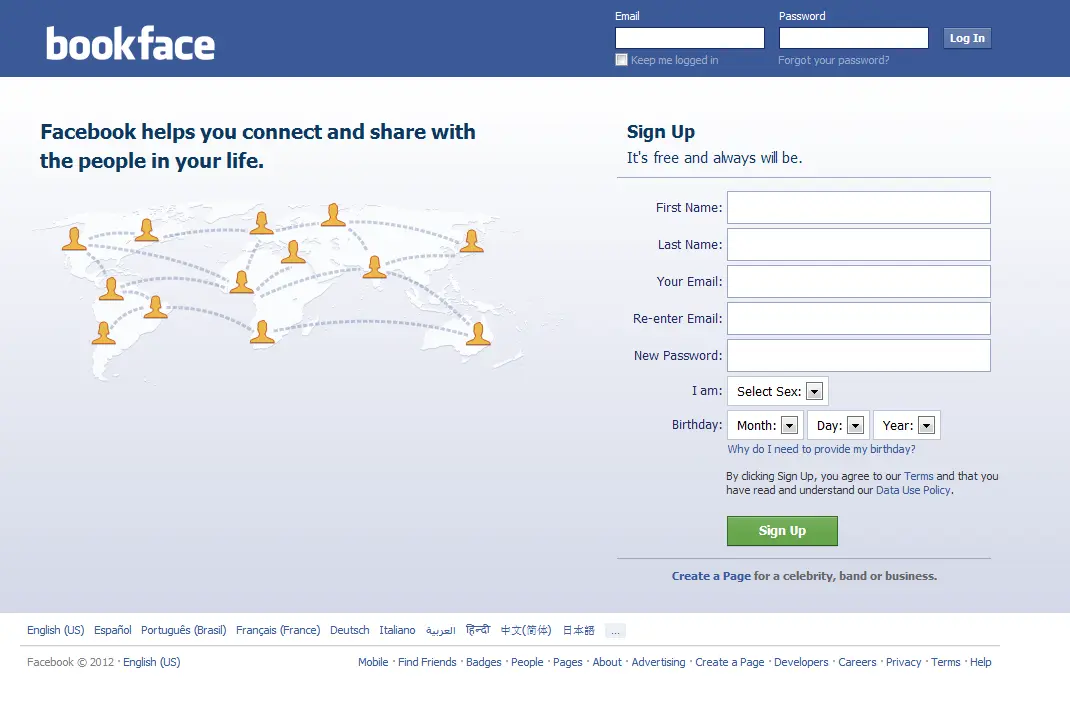 bookface
Email
Password
Log In
Keep me logged in
Forgot your password?
Facebook helps you connect and share with
the people in your life.
Sign Up
It's free and always will be.
First Name:
Last Name:
Your Email:
Re-enter Email:
New Password:
I am: Select Sex:
Birthday: Month: Day: Year:
Why do I need to provide my birthday?
By clicking Sign Up, you agree to our Terms and that you
have read and understand our Data Use Policy.
Sign Up
Create a Page for a celebrity, band or business.
English (US) Español Português (Brasil) Français (France) Deutsch Italiano العربية हिन्दी 中文(简体) 日本語 ...
Facebook © 2012 · English (US)
Mobile · Find Friends · Badges · People · Pages · About · Advertising · Create a Page · Developers · Careers · Privacy · Terms · Help